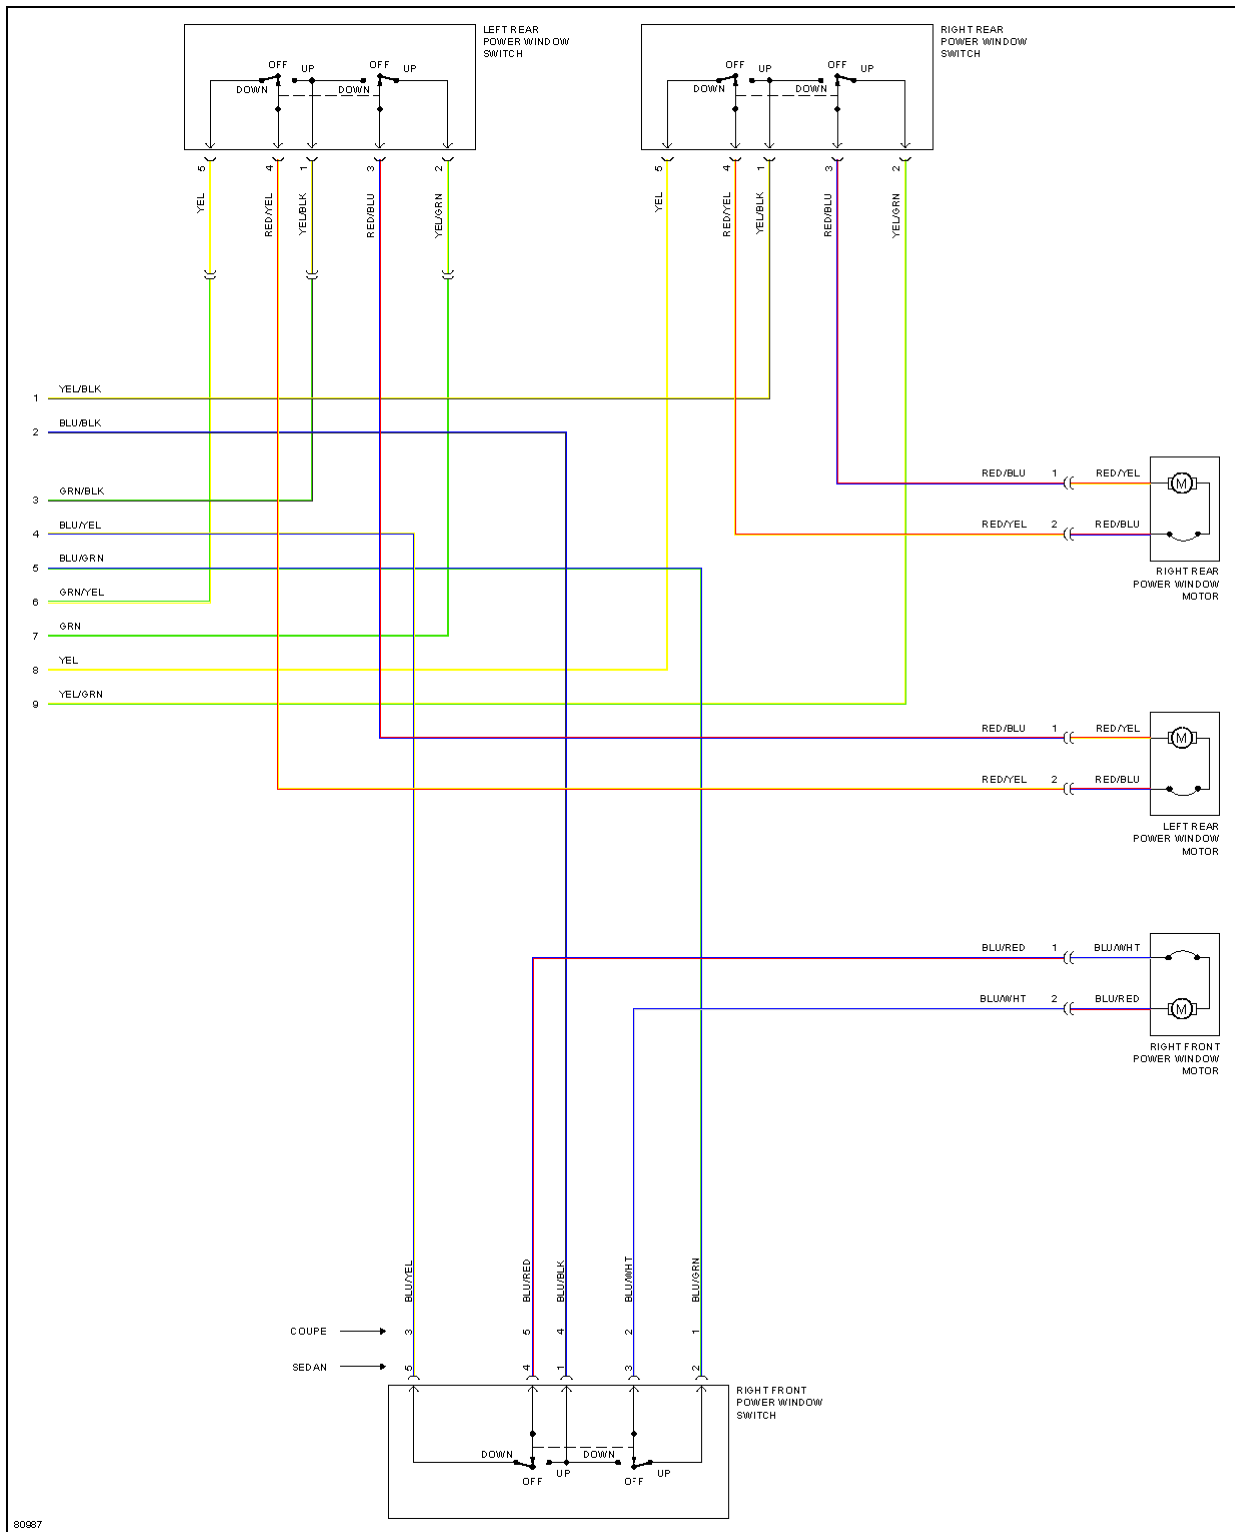 LEFT REAR
POWER WINDOW
SWITCH
OFF
UP
OFF
UP
DOWN
DOWN
5
4
1
3
2
YEL
RED/YEL
YEL/BLK
RED/BLU
YEL/GRN
RIGHT REAR
POWER WINDOW
SWITCH
OFF
UP
OFF
UP
DOWN
DOWN
5
4
1
3
2
YEL
RED/YEL
YEL/BLK
RED/BLU
YEL/GRN
1 YEL/BLK
2 BLU/BLK
3 GRN/BLK
4 BLU/YEL
5 BLU/GRN
6 GRN/YEL
7 GRN
8 YEL
9 YEL/GRN
RED/BLU 1 RED/YEL
M
RED/YEL 2 RED/BLU
RIGHT REAR
POWER WINDOW
MOTOR
RED/BLU 1 RED/YEL
M
RED/YEL 2 RED/BLU
LEFT REAR
POWER WINDOW
MOTOR
BLU/RED 1 BLU/WHT
BLU/WHT 2 BLU/RED
M
RIGHT FRONT
POWER WINDOW
MOTOR
BLU/YEL
BLU/RED
BLU/BLK
BLU/WHT
BLU/GRN
COUPE 3 5 4 2 1
SEDAN 5 4 1 3 2
RIGHT FRONT
POWER WINDOW
SWITCH
DOWN
DOWN
OFF
UP
OFF
UP
80987